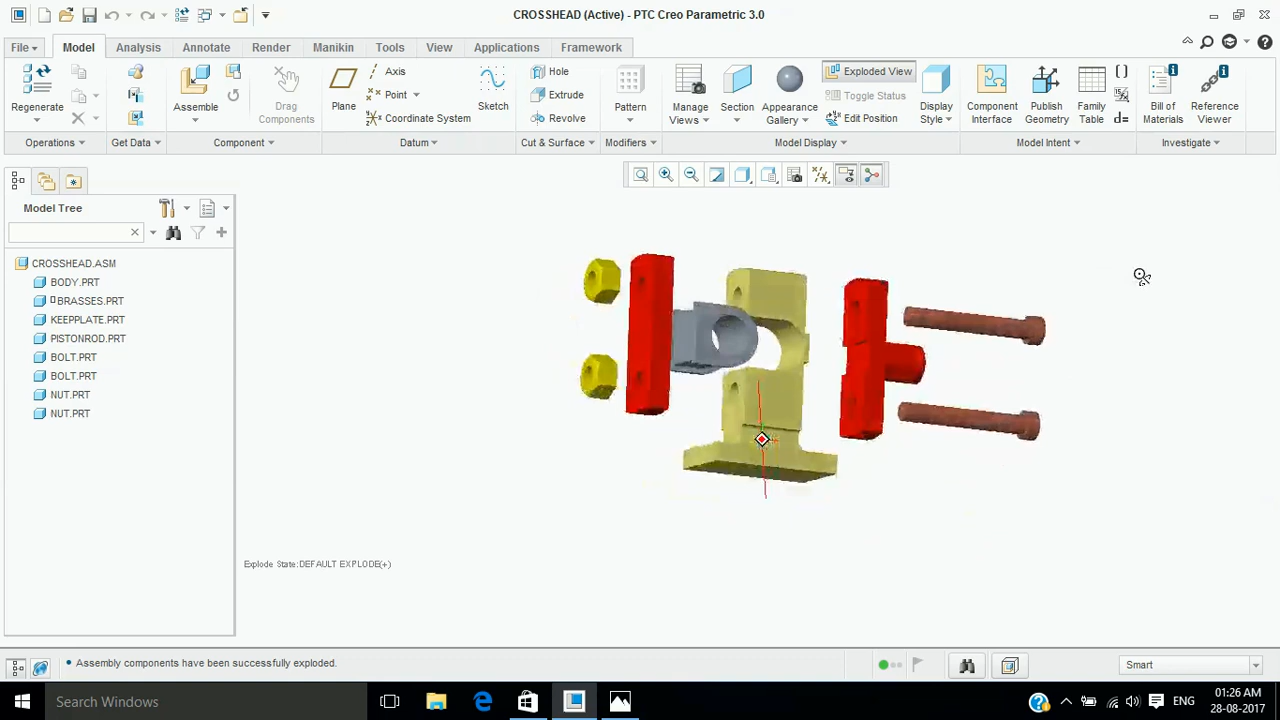 CROSSHEAD (Active) - PTC Creo Parametric 3.0
File
Model
Analysis
Annotate
Render
Manikin
Tools
View
Applications
Framework
Regenerate
Operations
Get Data
Assemble
Drag Components
Component
Plane
Axis
Point
Coordinate System
Sketch
Datum
Hole
Extrude
Revolve
Cut & Surface
Pattern
Modifiers
Manage Views
Section
Appearance Gallery
Exploded View
Toggle Status
Edit Position
Display Style
Model Display
Component Interface
Publish Geometry
Family Table
d=
Model Intent
Bill of Materials
Reference Viewer
Investigate
Model Tree
CROSSHEAD.ASM
BODY.PRT
BRASSES.PRT
KEEPPLATE.PRT
PISTONROD.PRT
BOLT.PRT
BOLT.PRT
NUT.PRT
NUT.PRT
Explode State:DEFAULT EXPLODE(+)
Assembly components have been successfully exploded.
Smart
Search Windows
ENG
01:26 AM
28-08-2017